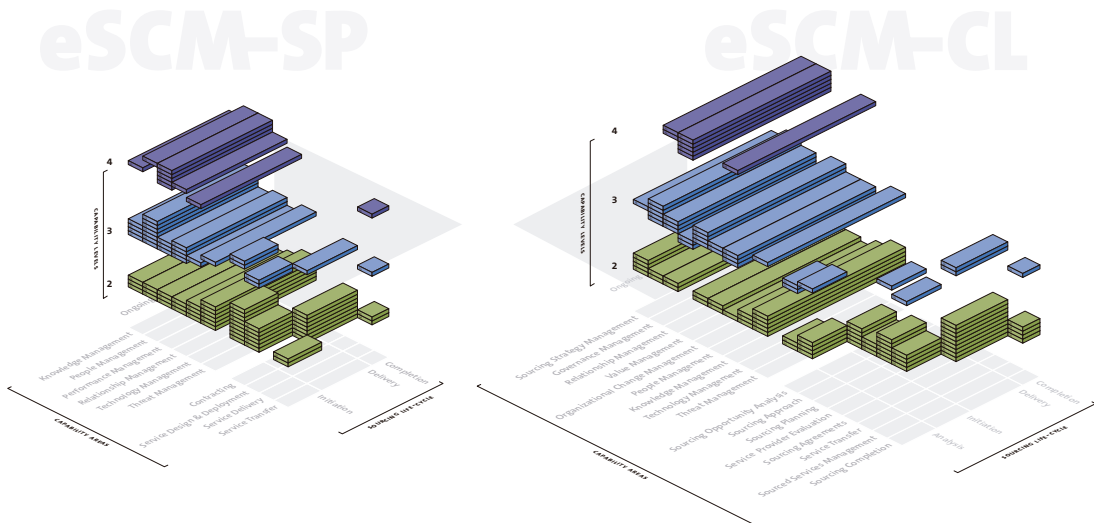 eSCM-SP
4
3
2
CAPABILITY LEVELS
Ongoing
Knowledge Management
People Management
Performance Management
Relationship Management
Technology Management
Threat Management
Contracting
Service Design & Deployment
Service Delivery
Service Transfer
Initiation
Delivery
Completion
CAPABILITY AREAS
SOURCING LIFE-CYCLE
eSCM-CL
4
3
2
CAPABILITY LEVELS
Ongoing
Sourcing Strategy Management
Governance Management
Relationship Management
Value Management
Organizational Change Management
People Management
Knowledge Management
Technology Management
Threat Management
Sourcing Opportunity Analysis
Sourcing Approach
Sourcing Planning
Service Provider Evaluation
Sourcing Agreements
Service Transfer
Sourced Services Management
Sourcing Completion
Analysis
Initiation
Delivery
Completion
CAPABILITY AREAS
SOURCING LIFE-CYCLE